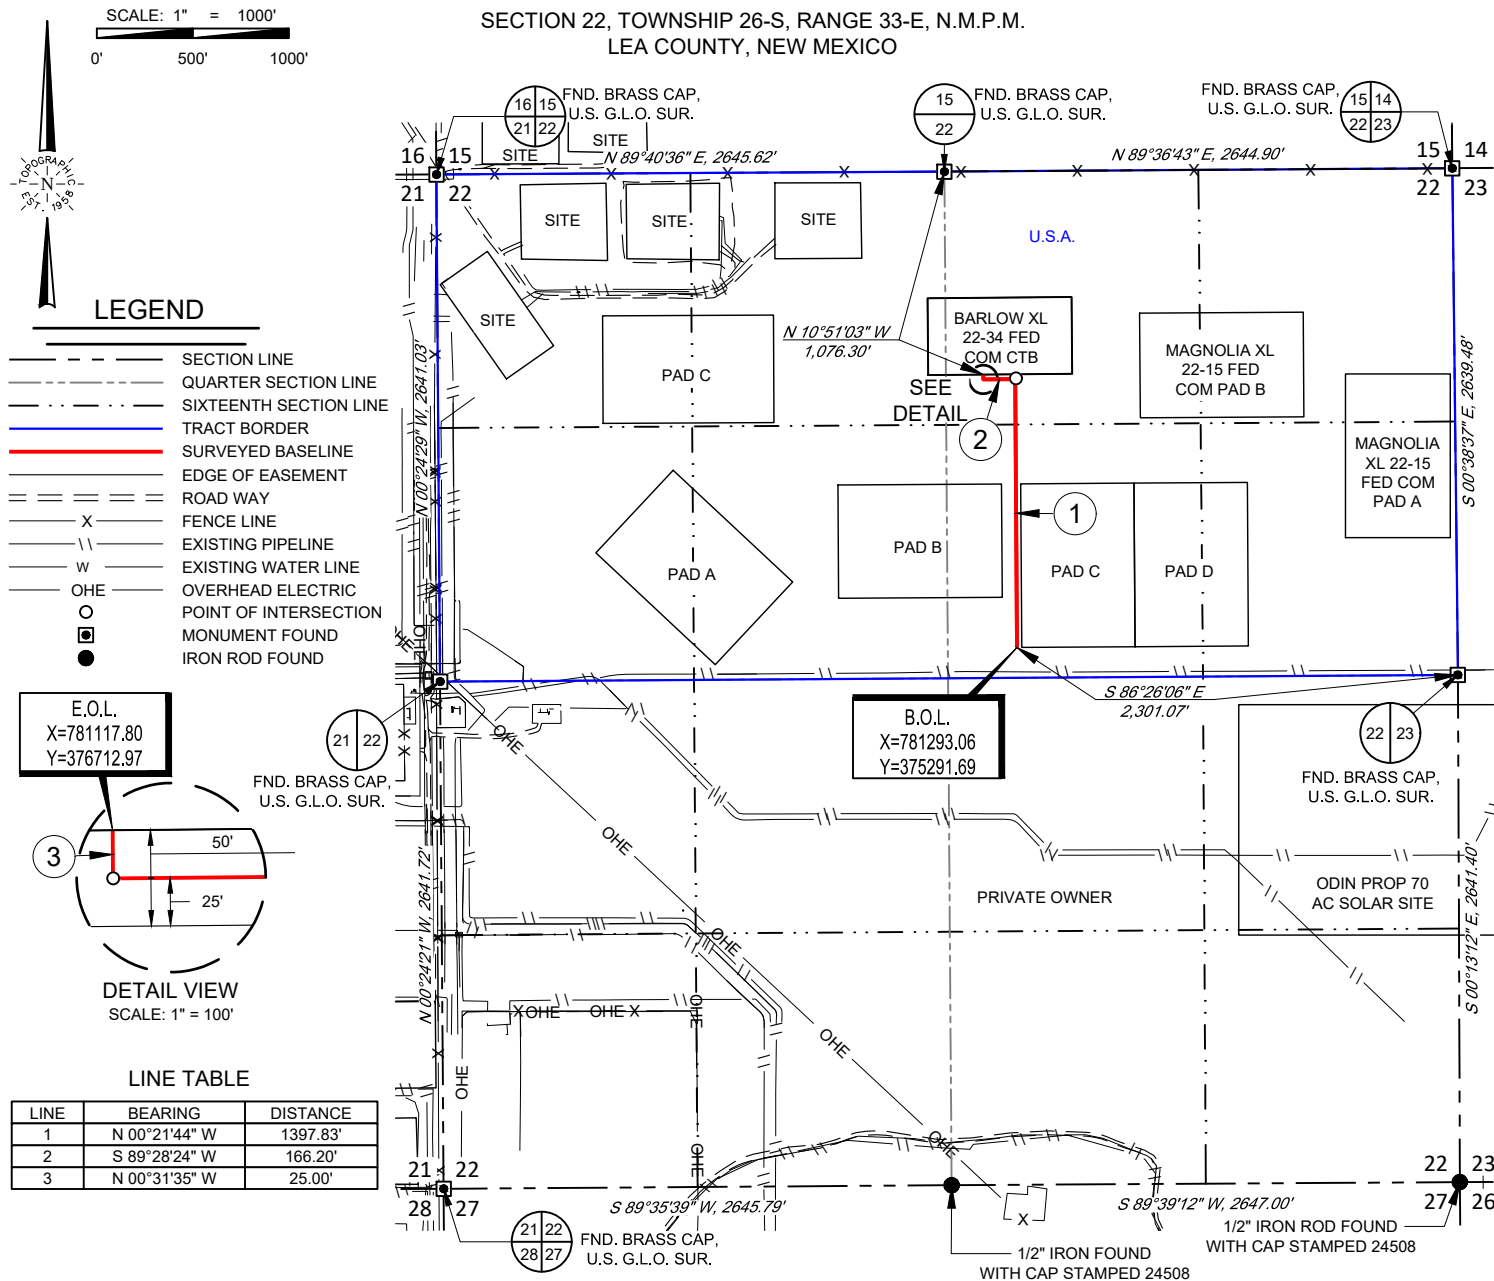 SCALE: 1" = 1000'
0' 500' 1000'
SECTION 22, TOWNSHIP 26-S, RANGE 33-E, N.M.P.M.
LEA COUNTY, NEW MEXICO
TOPOGRAPHIC
N
EST. 1958
LEGEND
SECTION LINE
QUARTER SECTION LINE
SIXTEENTH SECTION LINE
TRACT BORDER
SURVEYED BASELINE
EDGE OF EASEMENT
ROAD WAY
X FENCE LINE
\\ EXISTING PIPELINE
W EXISTING WATER LINE
OHE OVERHEAD ELECTRIC
POINT OF INTERSECTION
MONUMENT FOUND
IRON ROD FOUND
16 15
21 22
FND. BRASS CAP,
U.S. G.L.O. SUR.
15
22
FND. BRASS CAP,
U.S. G.L.O. SUR.
FND. BRASS CAP,
U.S. G.L.O. SUR.
15 14
22 23
16 15
21 22
15 14
22 23
SITE
SITE
N 89°40'36" E, 2645.62'
N 89°36'43" E, 2644.90'
SITE
SITE
SITE
SITE
U.S.A.
N 10°51'03" W
1,076.30'
BARLOW XL
22-34 FED
COM CTB
MAGNOLIA XL
22-15 FED
COM PAD B
PAD C
SEE
DETAIL
2
MAGNOLIA
XL 22-15
FED COM
PAD A
N 00°24'29" W, 2641.03'
S 00°38'37" E, 2639.48'
1
PAD A
PAD B
PAD C
PAD D
OHE
OHE
S 86°26'06" E
2,301.07'
E.O.L.
X=781117.80
Y=376712.97
B.O.L.
X=781293.06
Y=375291.69
21 22
FND. BRASS CAP,
U.S. G.L.O. SUR.
22 23
FND. BRASS CAP,
U.S. G.L.O. SUR.
OHE
OHE
3
50'
25'
DETAIL VIEW
SCALE: 1" = 100'
N 00°24'21" W, 2641.72'
PRIVATE OWNER
ODIN PROP 70
AC SOLAR SITE
S 00°13'12" E, 2641.40'
OHE
X OHE OHE X
OHE
OHE
OHE
OHE
OHE
LINE TABLE
LINE BEARING DISTANCE
1 N 00°21'44" W 1397.83'
2 S 89°28'24" W 166.20'
3 N 00°31'35" W 25.00'
21 22
28 27
S 89°35'39" W, 2645.79'
X
S 89°39'12" W, 2647.00'
22 23
27 26
21 22
28 27
FND. BRASS CAP,
U.S. G.L.O. SUR.
1/2" IRON FOUND
WITH CAP STAMPED 24508
1/2" IRON ROD FOUND
WITH CAP STAMPED 24508